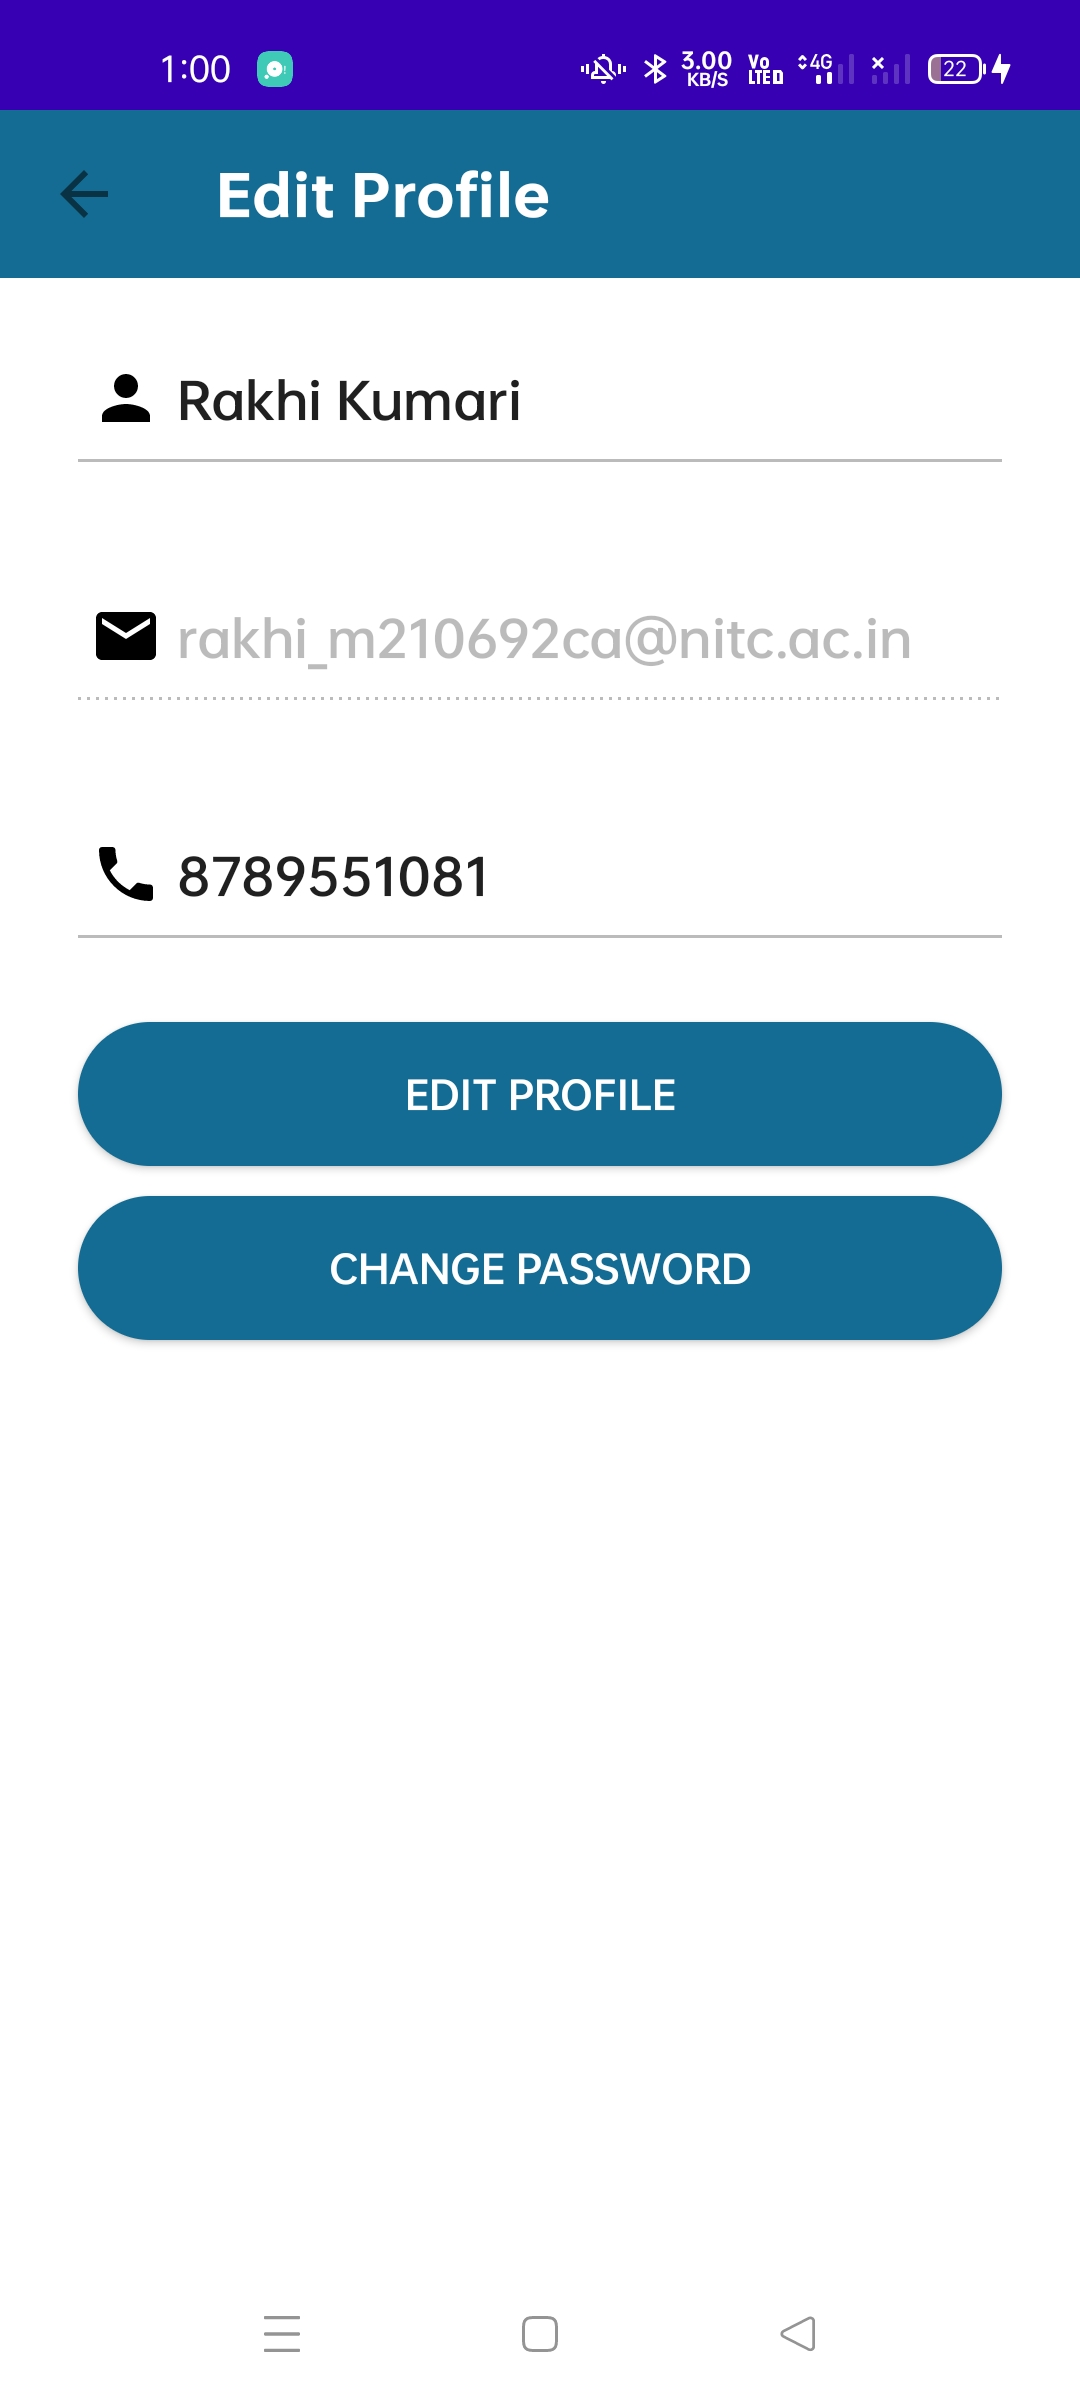 1:00
3.00 KB/S
Vo LTE D
4G
22
Edit Profile
Rakhi Kumari
rakhi_m210692ca@nitc.ac.in
8789551081
EDIT PROFILE
CHANGE PASSWORD